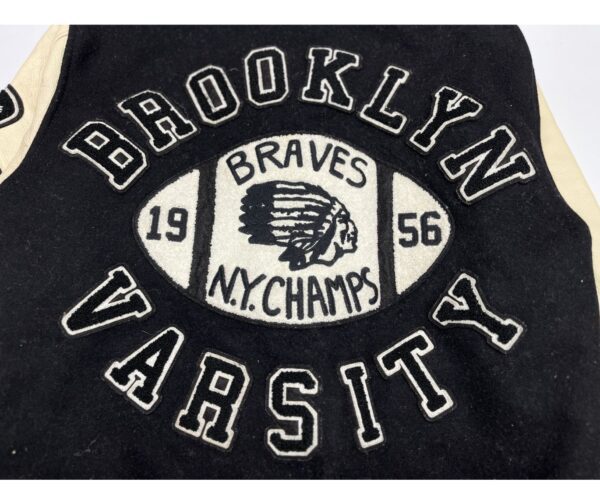 BROOKLYN
BRAVES
19 56
N.Y. CHAMPS
VARSITY